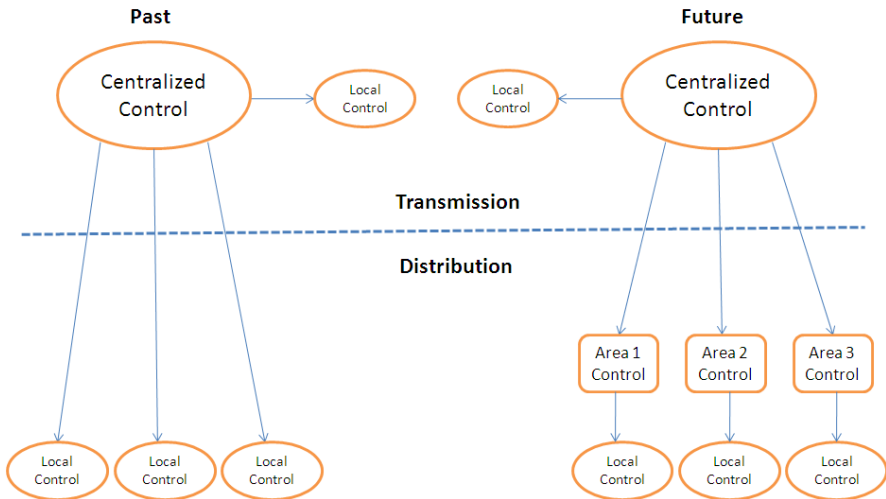 Past
Future
Centralized
Control
Local
Control
Local
Control
Centralized
Control
Transmission
Distribution
Area 1
Control
Area 2
Control
Area 3
Control
Local
Control
Local
Control
Local
Control
Local
Control
Local
Control
Local
Control